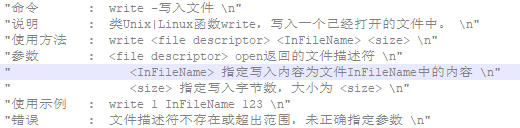 "命令 : write -写入文件 \n"
"说明 : 类Unix|Linux函数write，写入一个已经打开的文件中。 \n"
"使用方法 : write <file descriptor> <InFileName> <size> \n"
"参数 : <file descriptor> open返回的文件描述符 \n"
" <InFileName> 指定写入内容为文件InFileName中的内容 \n"
" <size> 指定写入字节数，大小为 <size> \n"
"使用示例 : write 1 InFileName 123 \n"
"错误 : 文件描述符不存在或超出范围，未正确指定参数 \n"